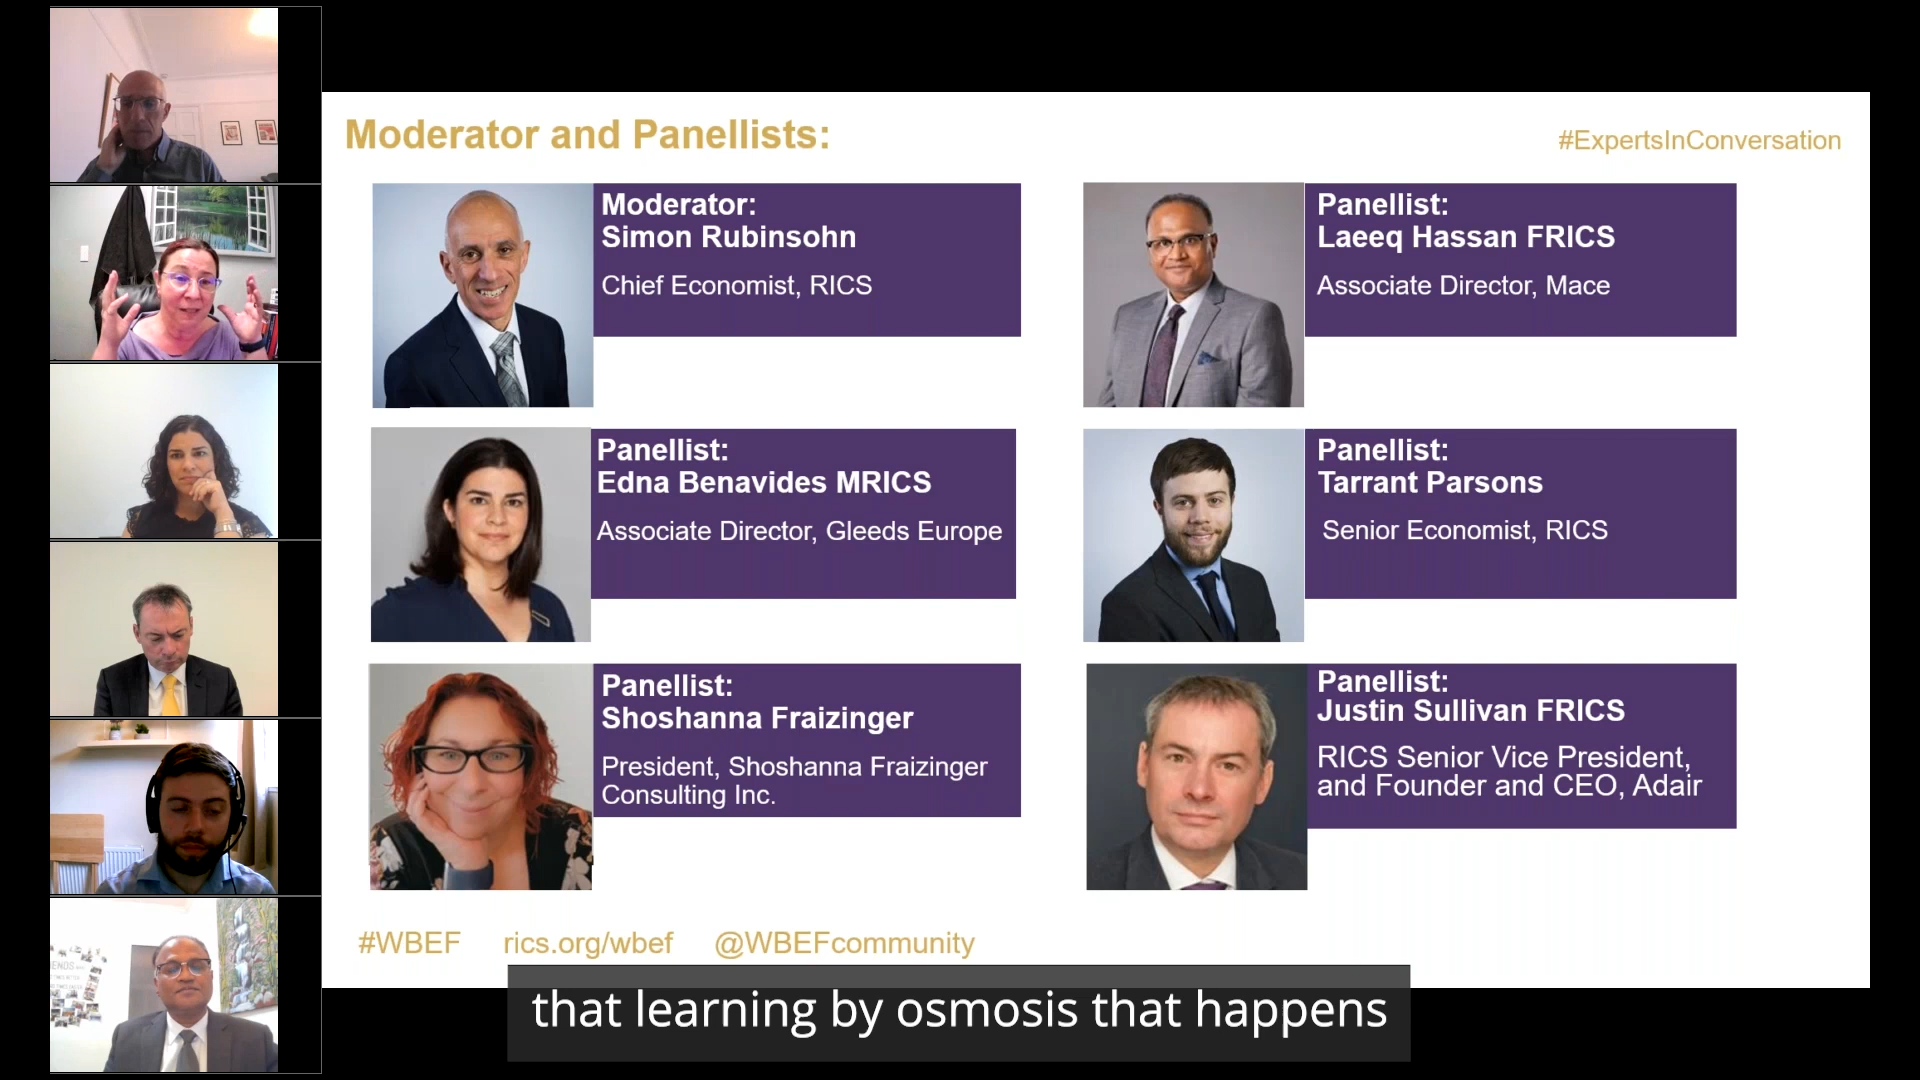 Moderator and Panellists:
#ExpertsInConversation
Moderator:
Simon Rubinsohn
Chief Economist, RICS
Panellist:
Laeeq Hassan FRICS
Associate Director, Mace
Panellist:
Edna Benavides MRICS
Associate Director, Gleeds Europe
Panellist:
Tarrant Parsons
Senior Economist, RICS
Panellist:
Shoshanna Fraizinger
President, Shoshanna Fraizinger
Consulting Inc.
Panellist:
Justin Sullivan FRICS
RICS Senior Vice President,
and Founder and CEO, Adair
#WBEF rics.org/wbef @WBEFcommunity
that learning by osmosis that happens